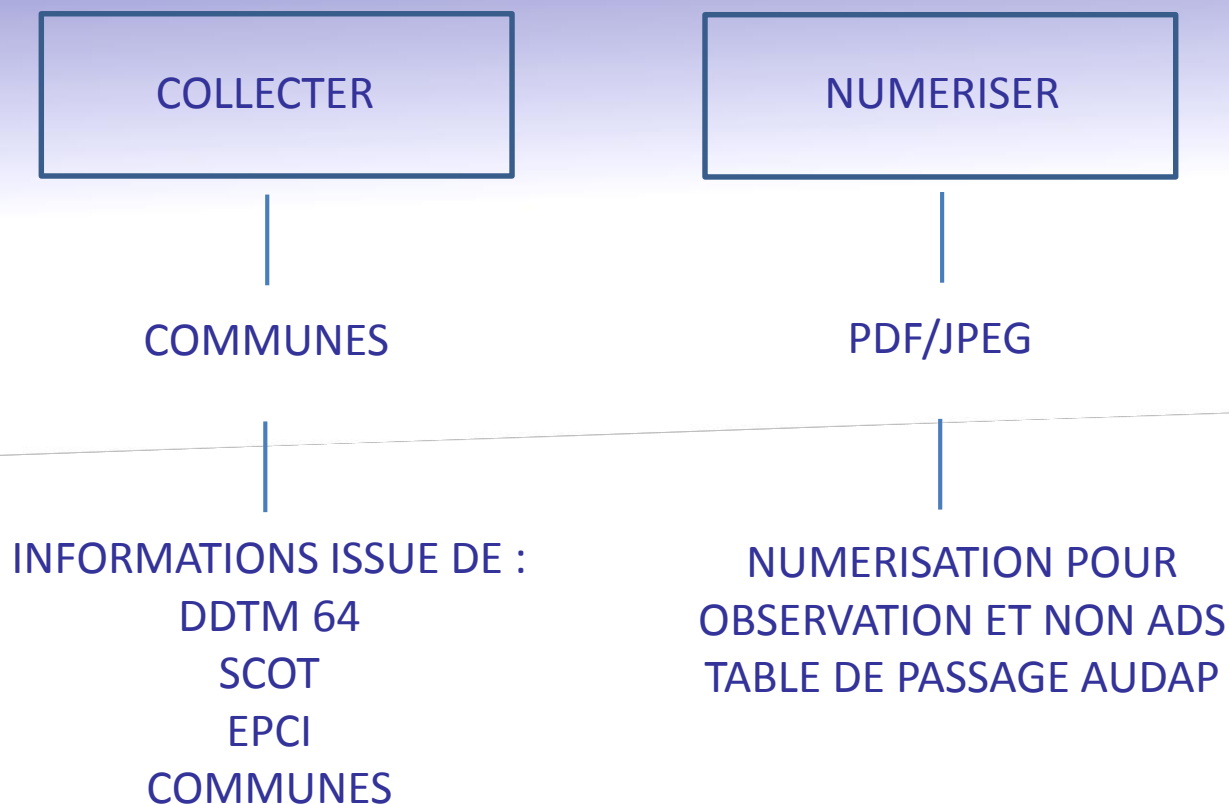 COLLECTER
COMMUNES
INFORMATIONS ISSUE DE :
DDTM 64
SCOT
EPCI
COMMUNES
NUMERISER
PDF/JPEG
NUMERISATION POUR
OBSERVATION ET NON ADS
TABLE DE PASSAGE AUDAP